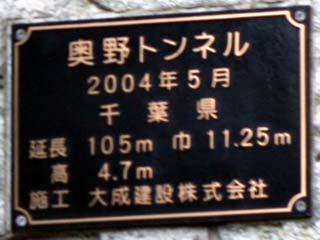 奥野トンネル
2004年5月
千葉県
延長 105m 巾 11.25m
高 4.7m
施工 大成建設株式会社